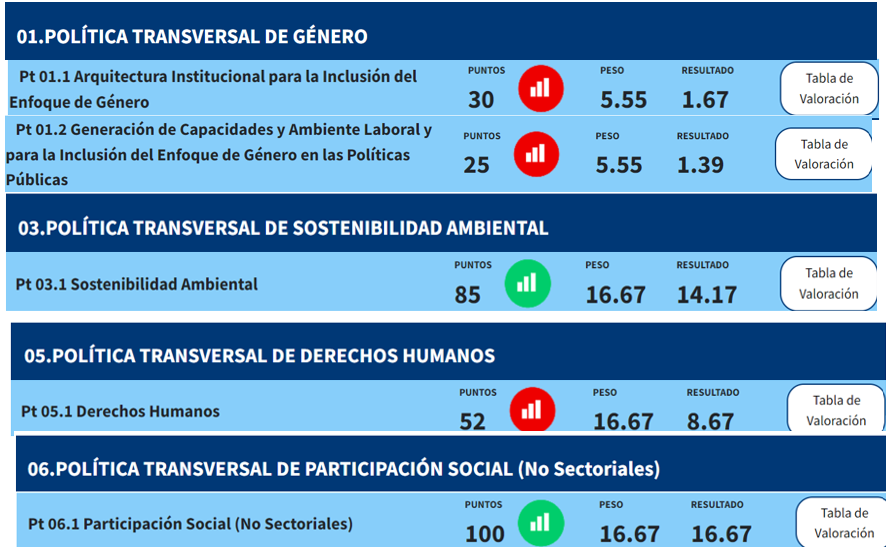 01.POLÍTICA TRANSVERSAL DE GÉNERO
Pt 01.1 Arquitectura Institucional para la Inclusión del
Enfoque de Género
PUNTOS
30
PESO
5.55
RESULTADO
1.67
Tabla de
Valoración
Pt 01.2 Generación de Capacidades y Ambiente Laboral y
para la Inclusión del Enfoque de Género en las Políticas
Públicas
PUNTOS
25
PESO
5.55
RESULTADO
1.39
Tabla de
Valoración
03.POLÍTICA TRANSVERSAL DE SOSTENIBILIDAD AMBIENTAL
Pt 03.1 Sostenibilidad Ambiental
PUNTOS
85
PESO
16.67
RESULTADO
14.17
Tabla de
Valoración
05.POLÍTICA TRANSVERSAL DE DERECHOS HUMANOS
Pt 05.1 Derechos Humanos
PUNTOS
52
PESO
16.67
RESULTADO
8.67
Tabla de
Valoración
06.POLÍTICA TRANSVERSAL DE PARTICIPACIÓN SOCIAL (No Sectoriales)
Pt 06.1 Participación Social (No Sectoriales)
PUNTOS
100
PESO
16.67
RESULTADO
16.67
Tabla de
Valoración